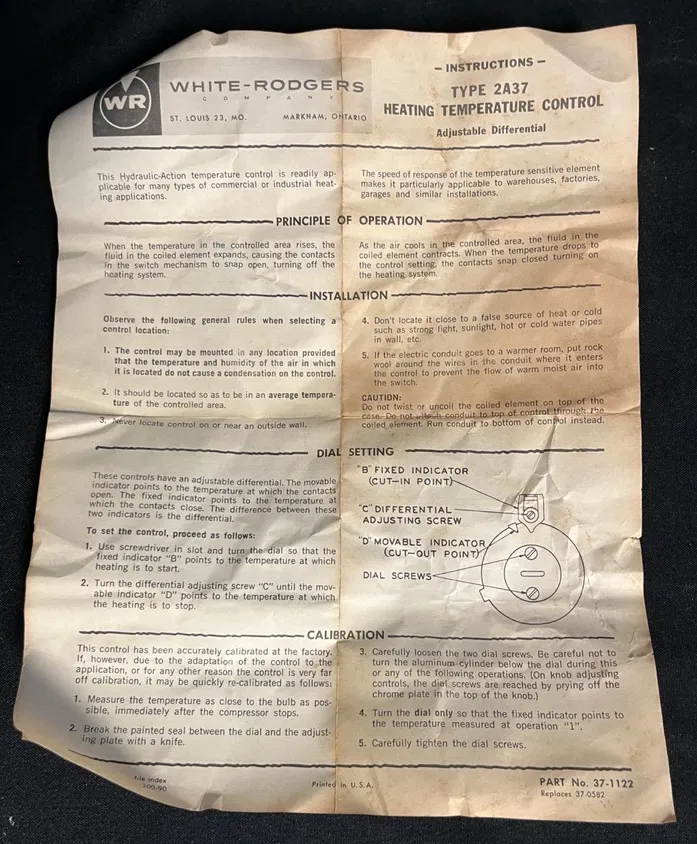 WR
WHITE-RODGERS
COMPANY
ST. LOUIS 23, MO. MARKHAM, ONTARIO
– INSTRUCTIONS –
TYPE 2A37
HEATING TEMPERATURE CONTROL
Adjustable Differential
This Hydraulic-Action temperature control is readily ap-
plicable for many types of commercial or industrial heat-
ing applications.
The speed of response of the temperature sensitive element
makes it particularly applicable to warehouses, factories,
garages and similar installations.
PRINCIPLE OF OPERATION
When the temperature in the controlled area rises, the
fluid in the coiled element expands, causing the contacts
in the switch mechanism to snap open, turning off the
heating system.
As the air cools in the controlled area, the fluid in the
coiled element contracts. When the temperature drops to
the control setting, the contacts snap closed turning on
the heating system.
INSTALLATION
Observe the following general rules when selecting a
control location:
1. The control may be mounted in any location provided
that the temperature and humidity of the air in which
it is located do not cause a condensation on the control.
2. It should be located so as to be in an average tempera-
ture of the controlled area.
3. Never locate control on or near an outside wall.
4. Don't locate it close to a false source of heat or cold
such as strong light, sunlight, hot or cold water pipes
in wall, etc.
5. If the electric conduit goes to a warmer room, put rock
wool around the wires in the conduit where it enters
the control to prevent the flow of warm moist air into
the switch.
CAUTION:
Do not twist or uncoil the coiled element on top of the
case. Do not attach conduit to top of control through the
coiled element. Run conduit to bottom of control instead.
DIAL SETTING
These controls have an adjustable differential. The movable
indicator points to the temperature at which the contacts
open. The fixed indicator points to the temperature at
which the contacts close. The difference between these
two indicators is the differential.
To set the control, proceed as follows:
1. Use screwdriver in slot and turn the dial so that the
fixed indicator "B" points to the temperature at which
heating is to start.
2. Turn the differential adjusting screw "C" until the mov-
able indicator "D" points to the temperature at which
the heating is to stop.
"B" FIXED INDICATOR
(CUT-IN POINT)
"C" DIFFERENTIAL
ADJUSTING SCREW
"D" MOVABLE INDICATOR
(CUT-OUT POINT)
DIAL SCREWS
CALIBRATION
This control has been accurately calibrated at the factory.
If, however, due to the adaptation of the control to the
application, or for any other reason the control is very far
off calibration, it may be quickly re-calibrated as follows:
1. Measure the temperature as close to the bulb as pos-
sible, immediately after the compressor stops.
2. Break the painted seal between the dial and the adjust-
ing plate with a knife.
3. Carefully loosen the two dial screws. Be careful not to
turn the aluminum cylinder below the dial during this
or any of the following operations. (On knob adjusting
controls, the dial screws are reached by prying off the
chrome plate in the top of the knob.)
4. Turn the dial only so that the fixed indicator points to
the temperature measured at operation "1".
5. Carefully tighten the dial screws.
file index
200-90
Printed in U.S.A.
PART No. 37-1122
Replaces 37-0582